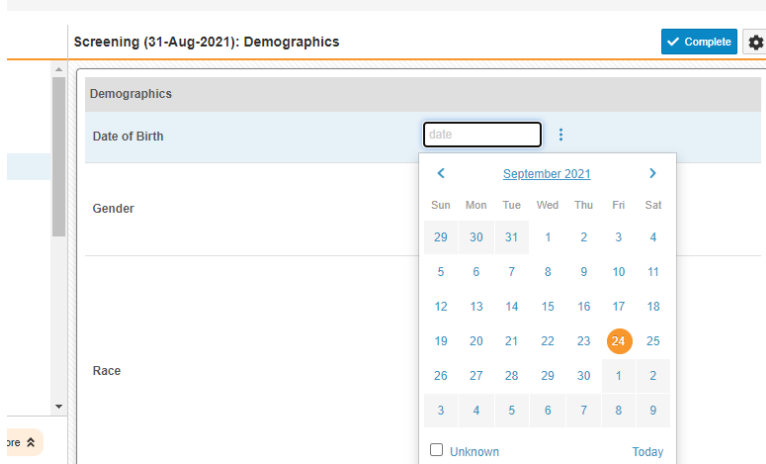 Screening (31-Aug-2021): Demographics
Complete
Demographics
Date of Birth
date
September 2021
Sun Mon Tue Wed Thu Fri Sat
29 30 31 1 2 3 4
Gender
5 6 7 8 9 10 11
12 13 14 15 16 17 18
19 20 21 22 23 24 25
Race
26 27 28 29 30 1 2
3 4 5 6 7 8 9
ore
Unknown Today